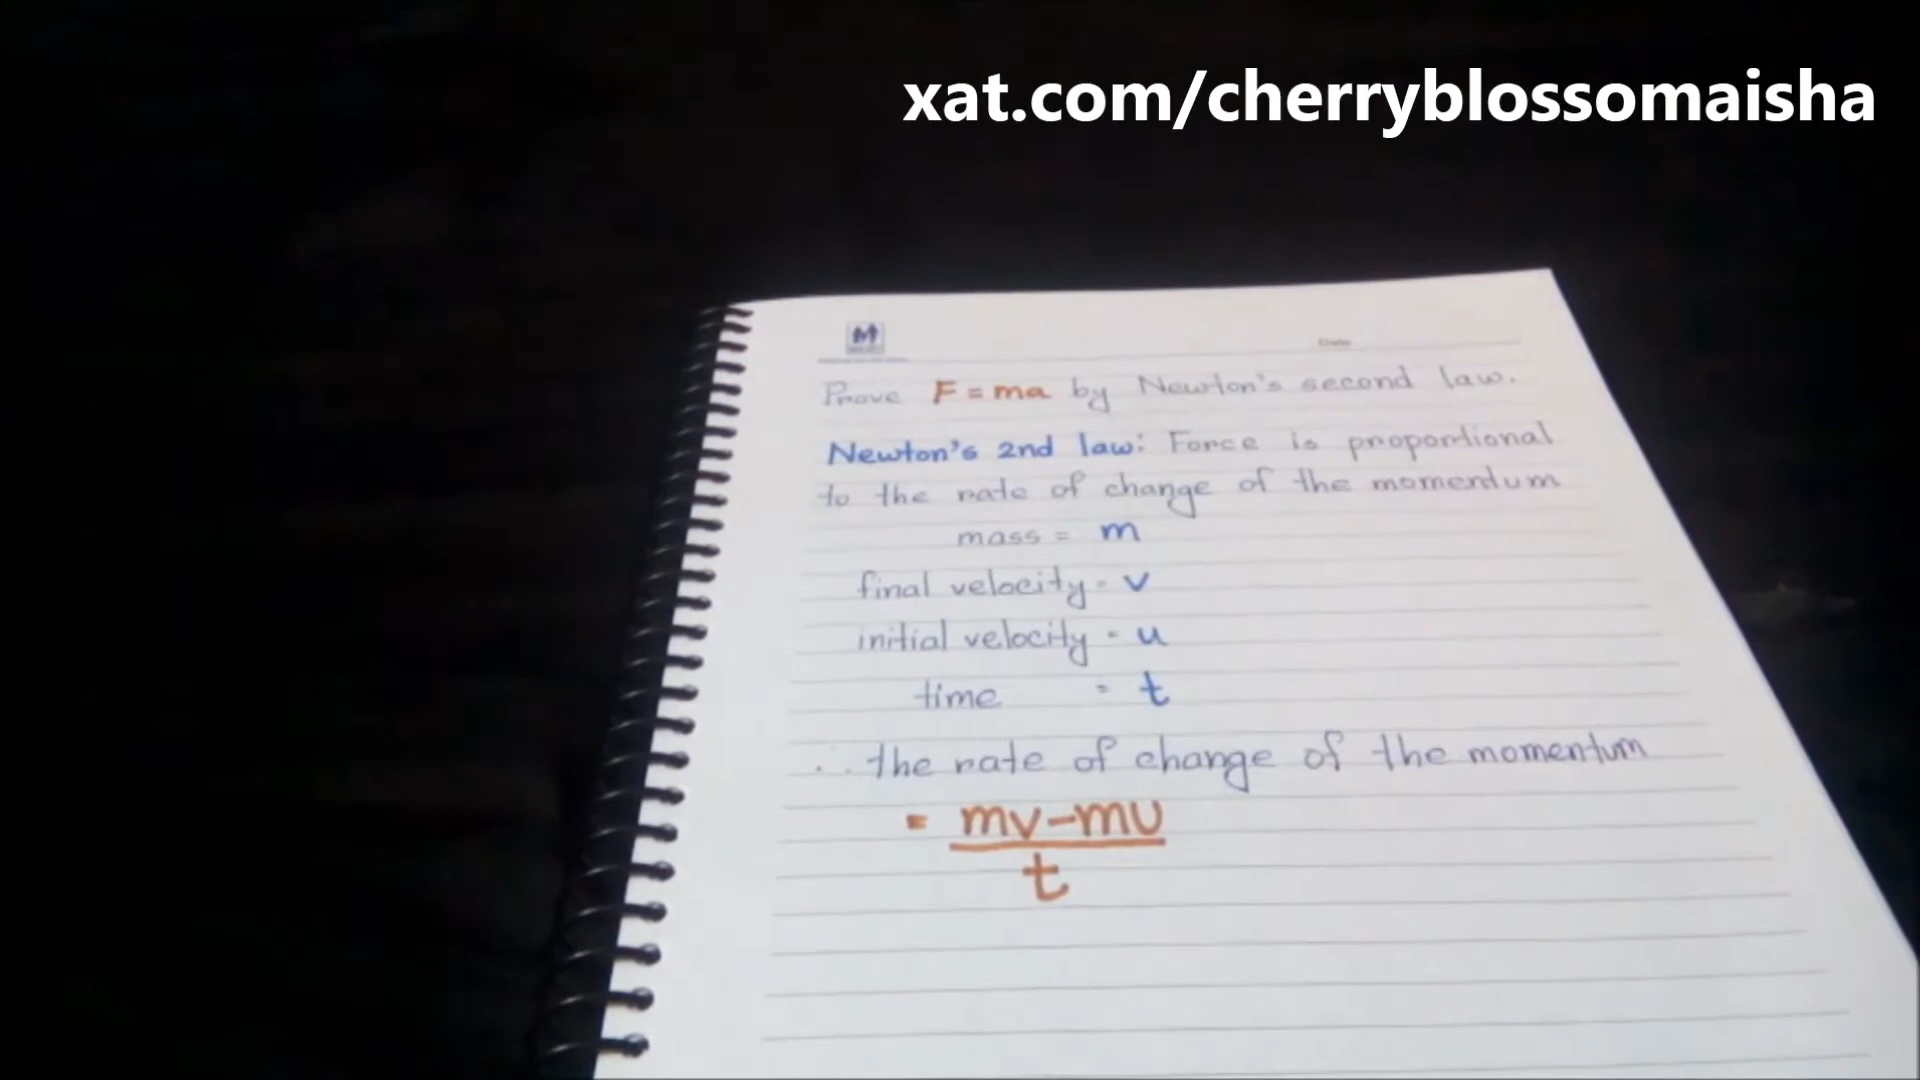 xat.com/cherryblossomaisha
Prove F = ma by Newton's second law.
Newton's 2nd law: Force is proportional
to the rate of change of the momentum
mass = m
final velocity = v
initial velocity = u
time = t
∴ the rate of change of the momentum
= mv-mu
t